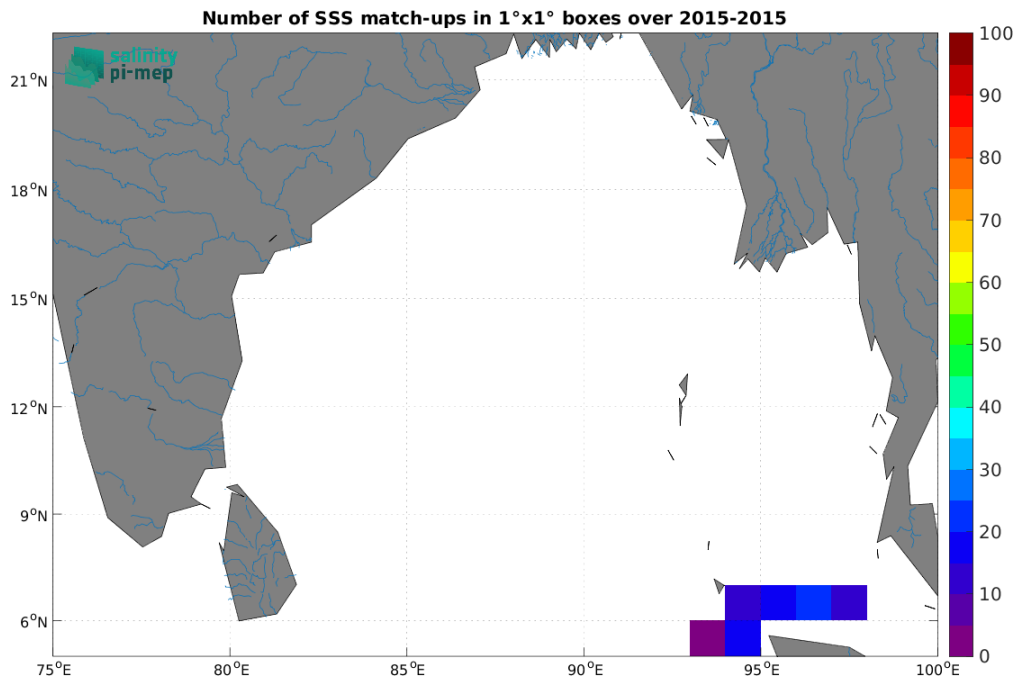 Number of SSS match-ups in 1°x1° boxes over 2015-2015
salinity
pi-mep
21°N
18°N
15°N
12°N
9°N
6°N
75°E
80°E
85°E
90°E
95°E
100°E
100
90
80
70
60
50
40
30
20
10
0